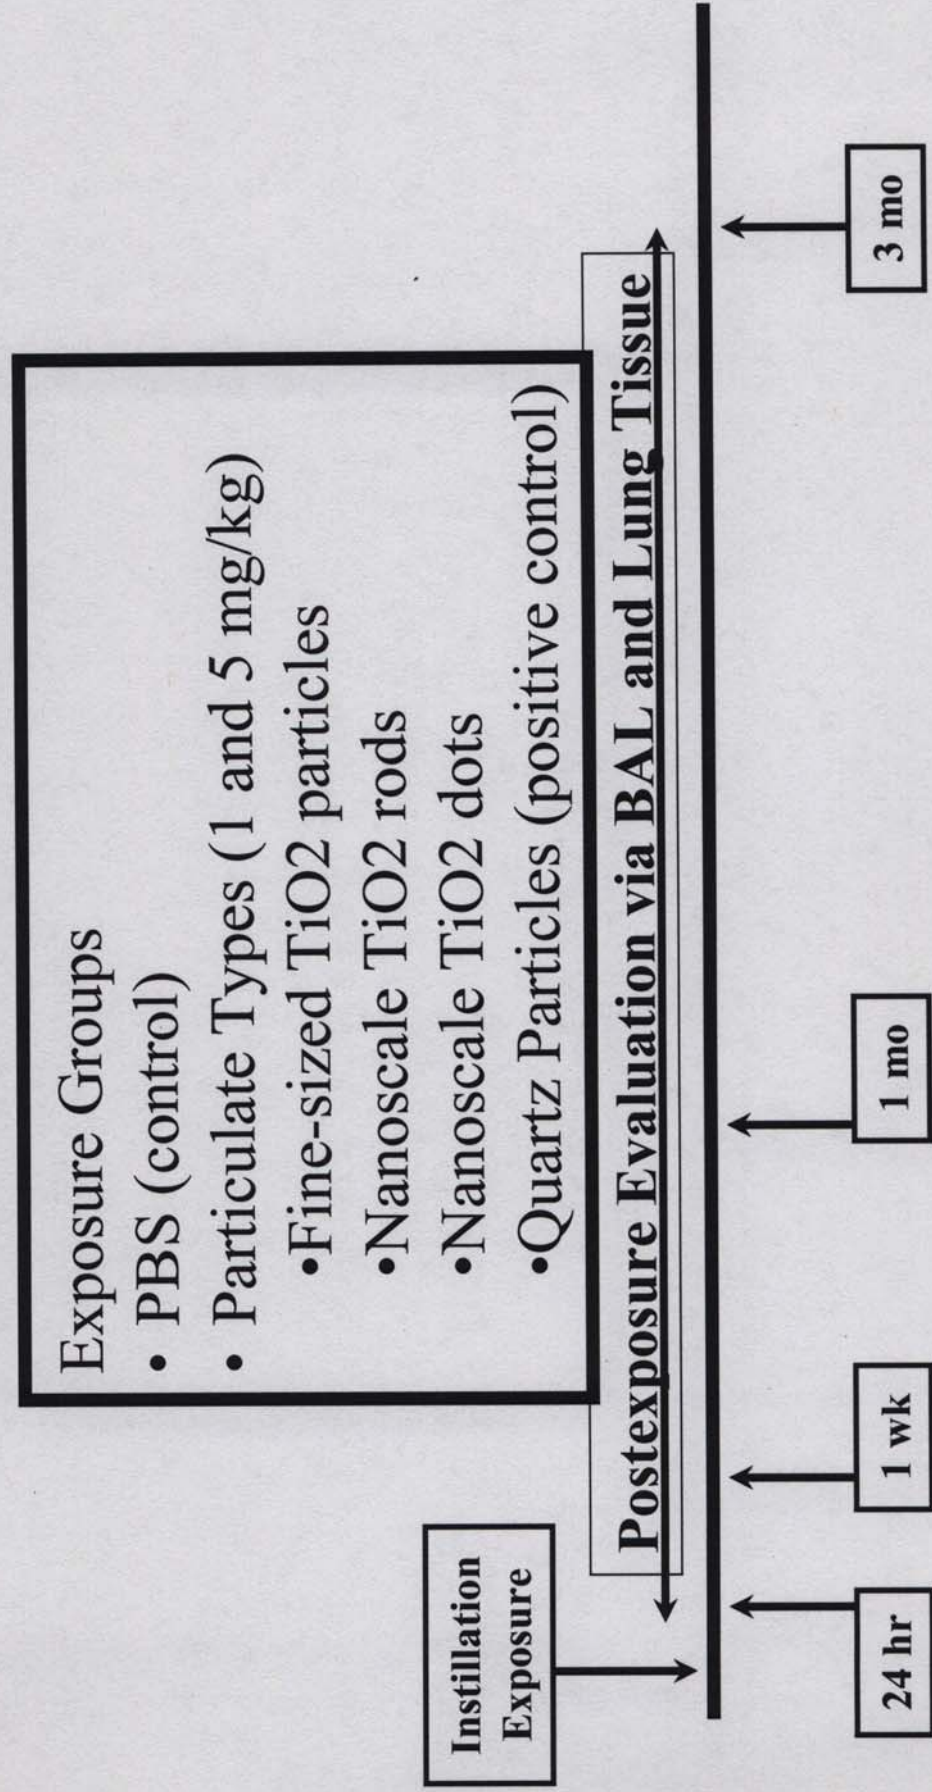 Exposure Groups
• PBS (control)
• Particulate Types (1 and 5 mg/kg)
•Fine-sized TiO2 particles
•Nanoscale TiO2 rods
•Nanoscale TiO2 dots
•Quartz Particles (positive control)
Instillation
Exposure
Postexposure Evaluation via BAL and Lung Tissue
24 hr
1 wk
1 mo
3 mo